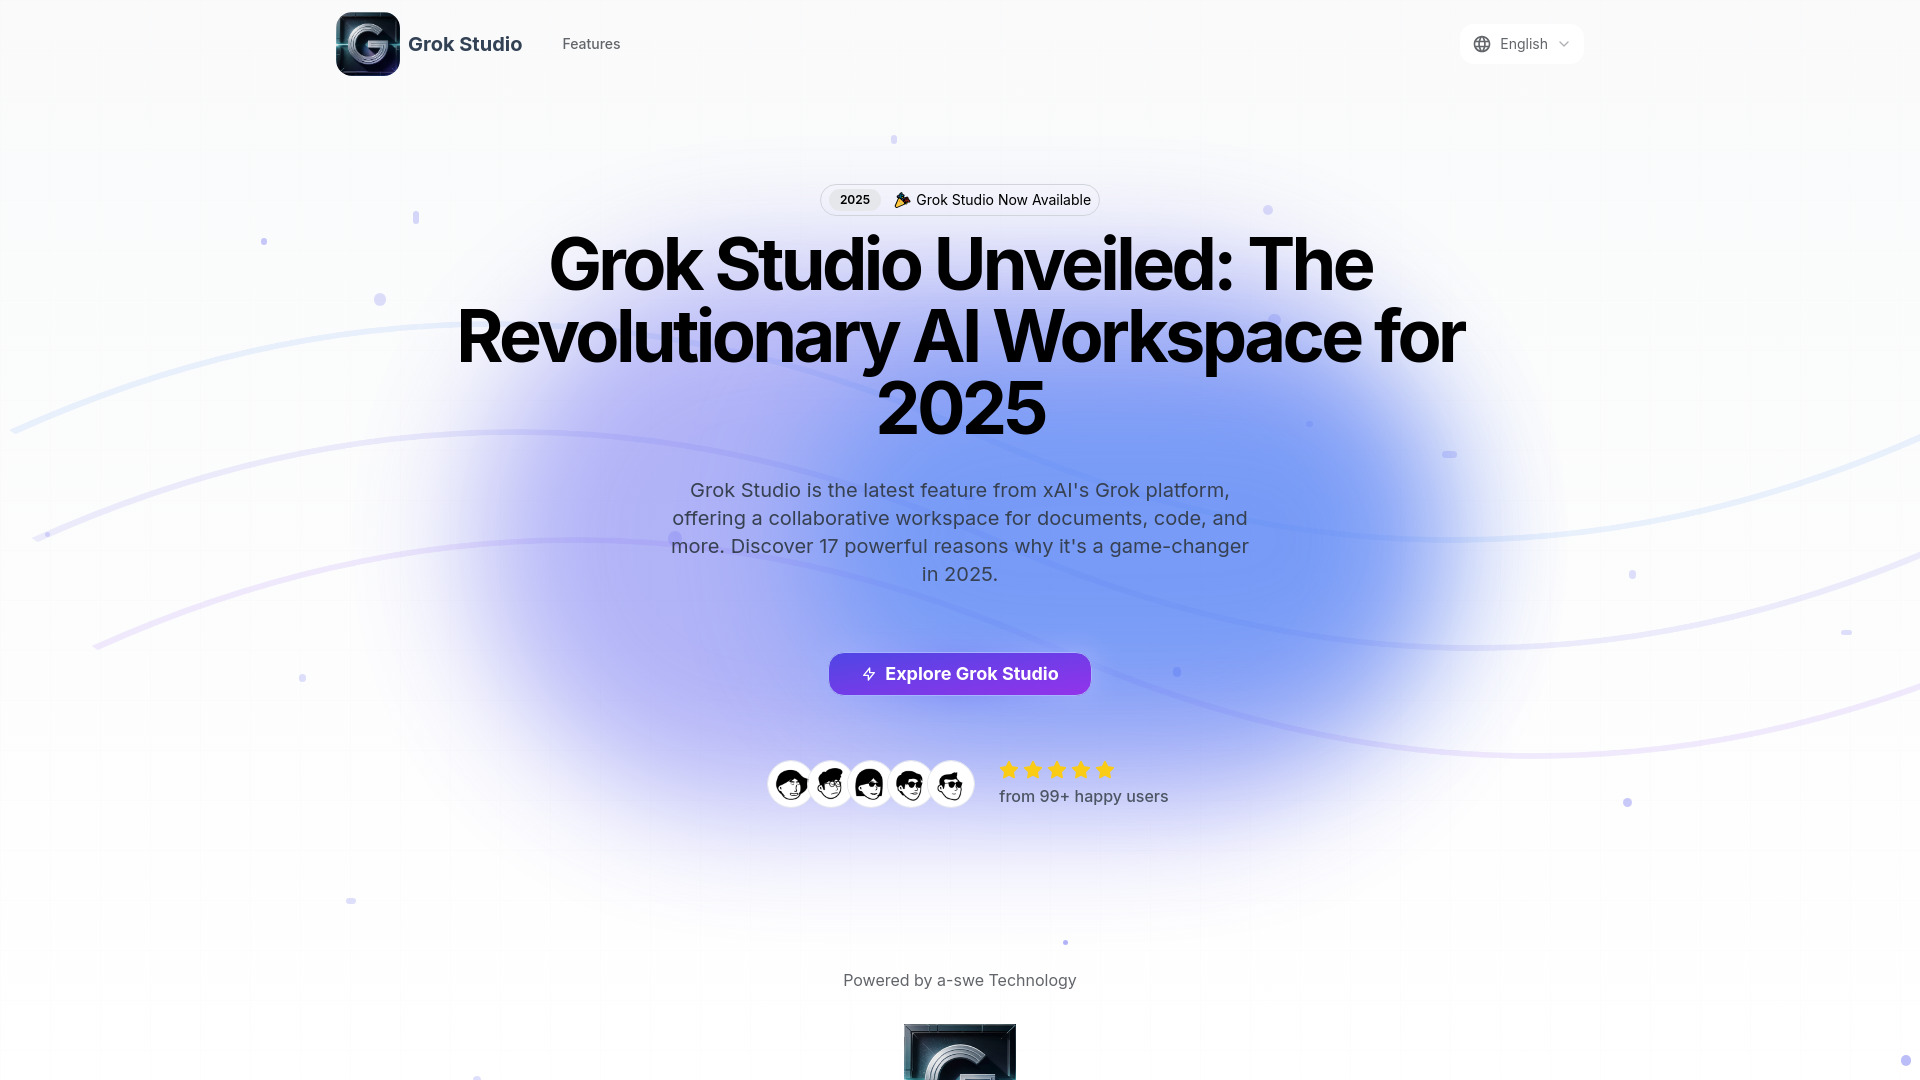 Grok Studio
Features
English
2025
Grok Studio Now Available
Grok Studio Unveiled: The
Revolutionary AI Workspace for
2025
Grok Studio is the latest feature from xAI's Grok platform,
offering a collaborative workspace for documents, code, and
more. Discover 17 powerful reasons why it's a game-changer
in 2025.
Explore Grok Studio
from 99+ happy users
Powered by a-swe Technology